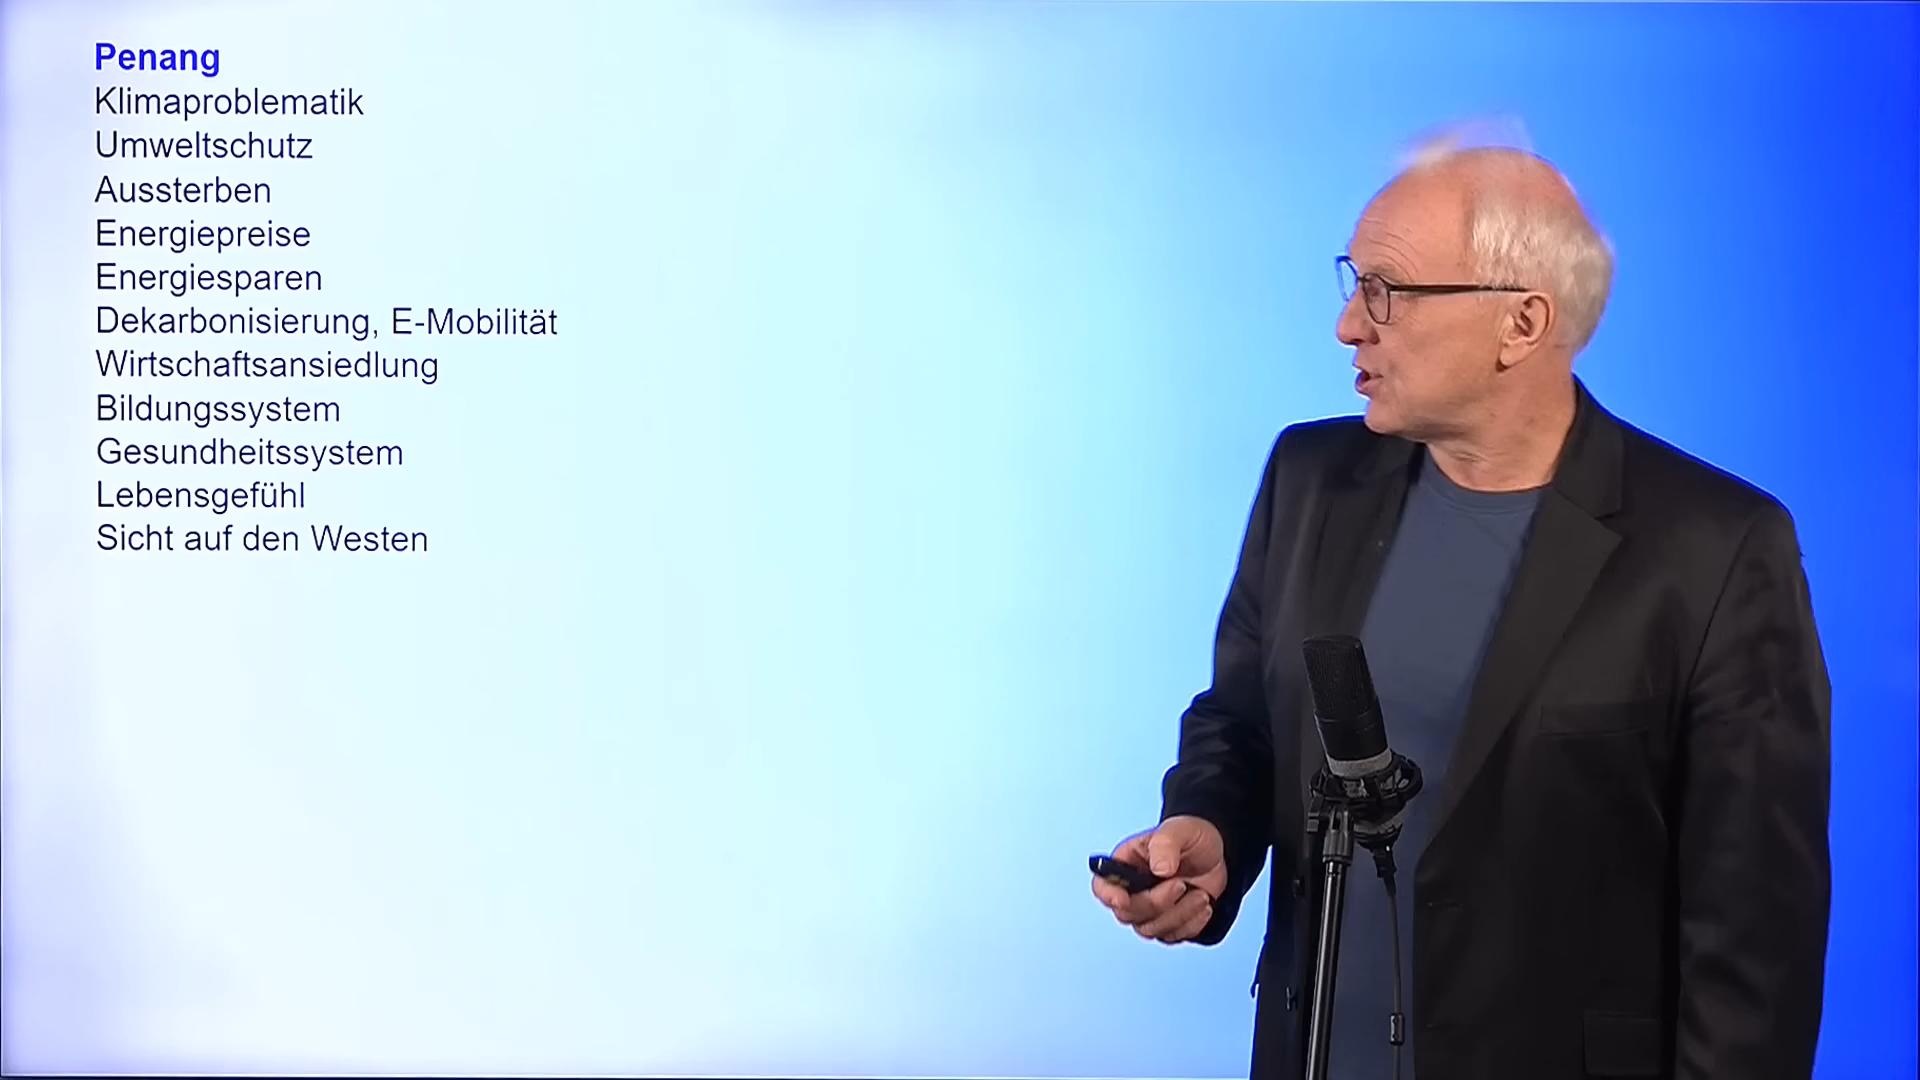 Penang
Klimaproblematik
Umweltschutz
Aussterben
Energiepreise
Energiesparen
Dekarbonisierung, E-Mobilität
Wirtschaftsansiedlung
Bildungssystem
Gesundheitssystem
Lebensgefühl
Sicht auf den Westen